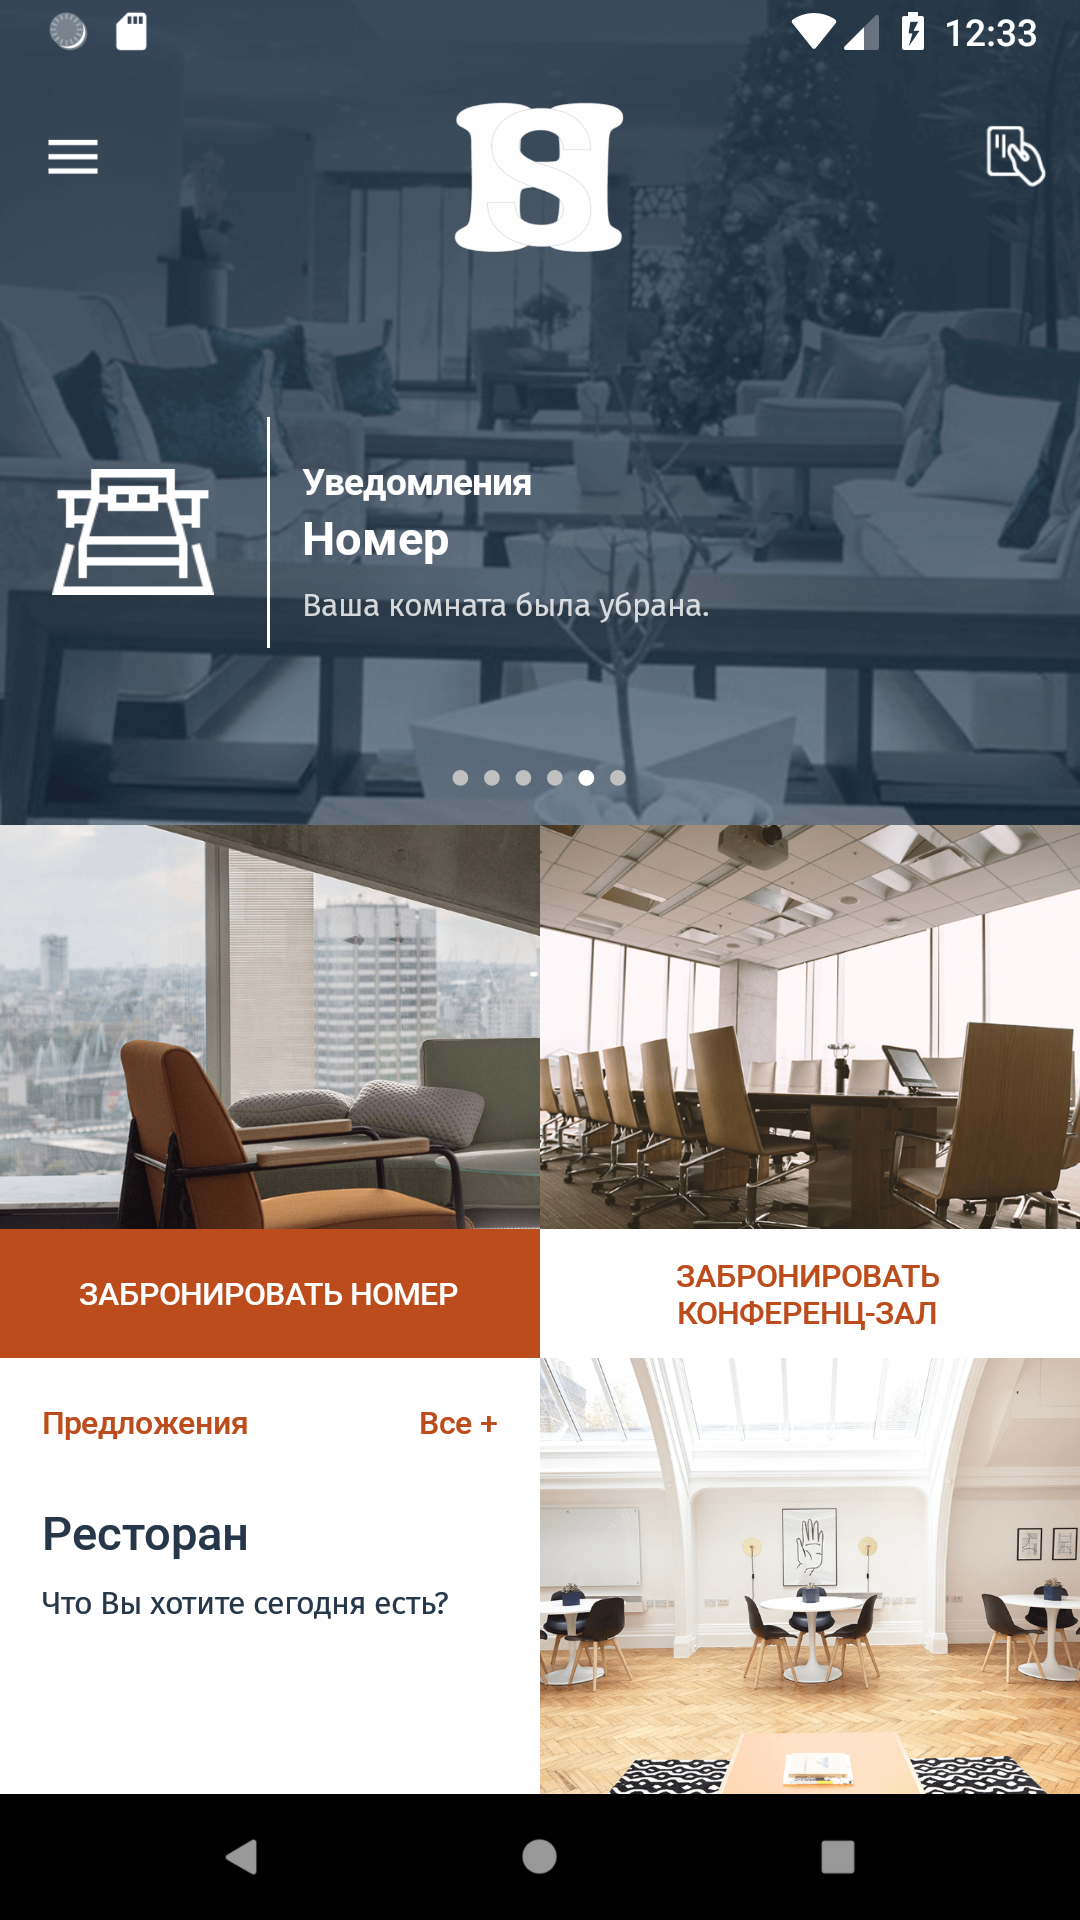 12:33
HS
Уведомления
Номер
Ваша комната была убрана.
ЗАБРОНИРОВАТЬ НОМЕР
ЗАБРОНИРОВАТЬ
КОНФЕРЕНЦ-ЗАЛ
Предложения
Все +
Ресторан
Что Вы хотите сегодня есть?